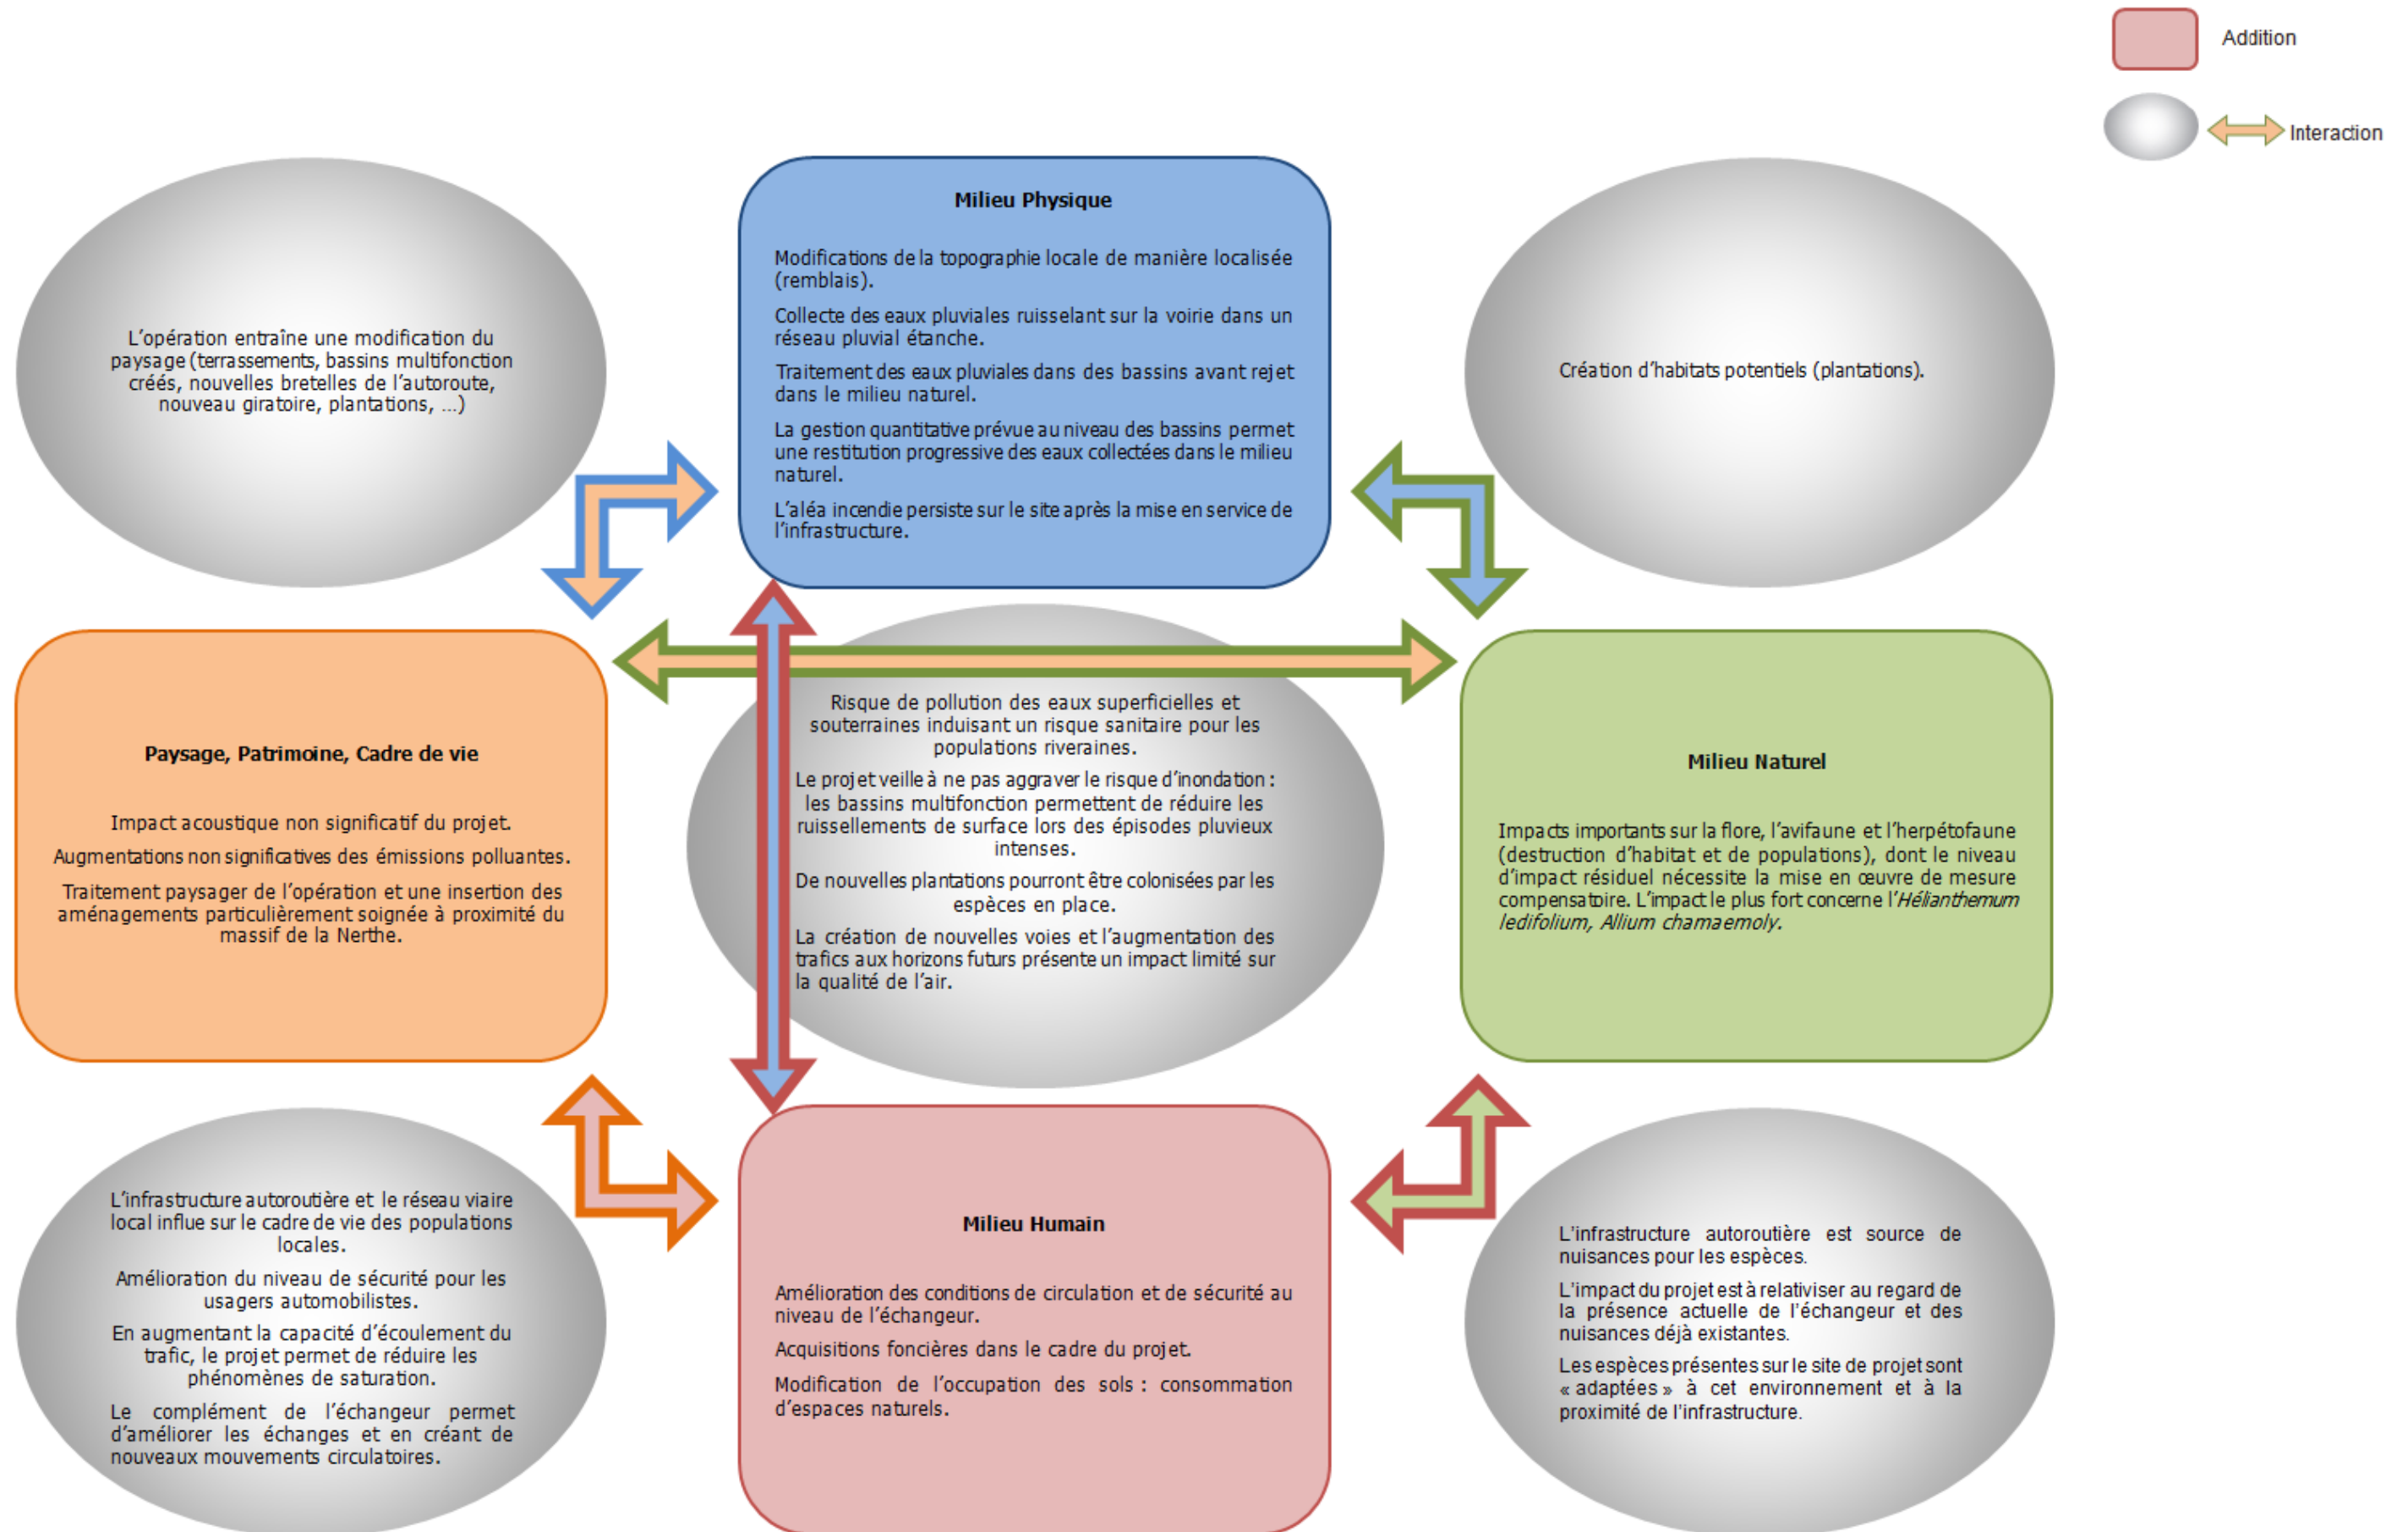 Addition
Interaction
L’opération entraîne une modification du
paysage (terrassements, bassins multifonction
créés, nouvelles bretelles de l’autoroute,
nouveau giratoire, plantations, ...)
Milieu Physique
Modifications de la topographie locale de manière localisée
(remblais).
Collecte des eaux pluviales ruisselant sur la voirie dans un
réseau pluvial étanche.
Traitement des eaux pluviales dans des bassins avant rejet
dans le milieu naturel.
La gestion quantitative prévue au niveau des bassins permet
une restitution progressive des eaux collectées dans le milieu
naturel.
L’aléa incendie persiste sur le site après la mise en service de
l’infrastructure.
Création d’habitats potentiels (plantations).
Paysage, Patrimoine, Cadre de vie
Impact acoustique non significatif du projet.
Augmentations non significatives des émissions polluantes.
Traitement paysager de l’opération et une insertion des
aménagements particulièrement soignée à proximité du
massif de la Nerthe.
Risque de pollution des eaux superficielles et
souterraines induisant un risque sanitaire pour les
populations riveraines.
Le projet veille à ne pas aggraver le risque d’inondation :
les bassins multifonction permettent de réduire les
ruissellements de surface lors des épisodes pluvieux
intenses.
De nouvelles plantations pourront être colonisées par les
espèces en place.
La création de nouvelles voies et l’augmentation des
trafics aux horizons futurs présente un impact limité sur
la qualité de l’air.
Milieu Naturel
Impacts importants sur la flore, l’avifaune et l’herpétofaune
(destruction d’habitat et de populations), dont le niveau
d’impact résiduel nécessite la mise en œuvre de mesure
compensatoire. L’impact le plus fort concerne l’Hélianthemum
ledifolium, Allium chamaemoly.
L’infrastructure autoroutière et le réseau viaire
local influe sur le cadre de vie des populations
locales.
Amélioration du niveau de sécurité pour les
usagers automobilistes.
En augmentant la capacité d’écoulement du
trafic, le projet permet de réduire les
phénomènes de saturation.
Le complément de l’échangeur permet
d’améliorer les échanges et en créant de
nouveaux mouvements circulatoires.
Milieu Humain
Amélioration des conditions de circulation et de sécurité au
niveau de l’échangeur.
Acquisitions foncières dans le cadre du projet.
Modification de l’occupation des sols : consommation
d’espaces naturels.
L’infrastructure autoroutière est source de
nuisances pour les espèces.
L’impact du projet est à relativiser au regard de
la présence actuelle de l’échangeur et des
nuisances déjà existantes.
Les espèces présentes sur le site de projet sont
« adaptées » à cet environnement et à la
proximité de l’infrastructure.